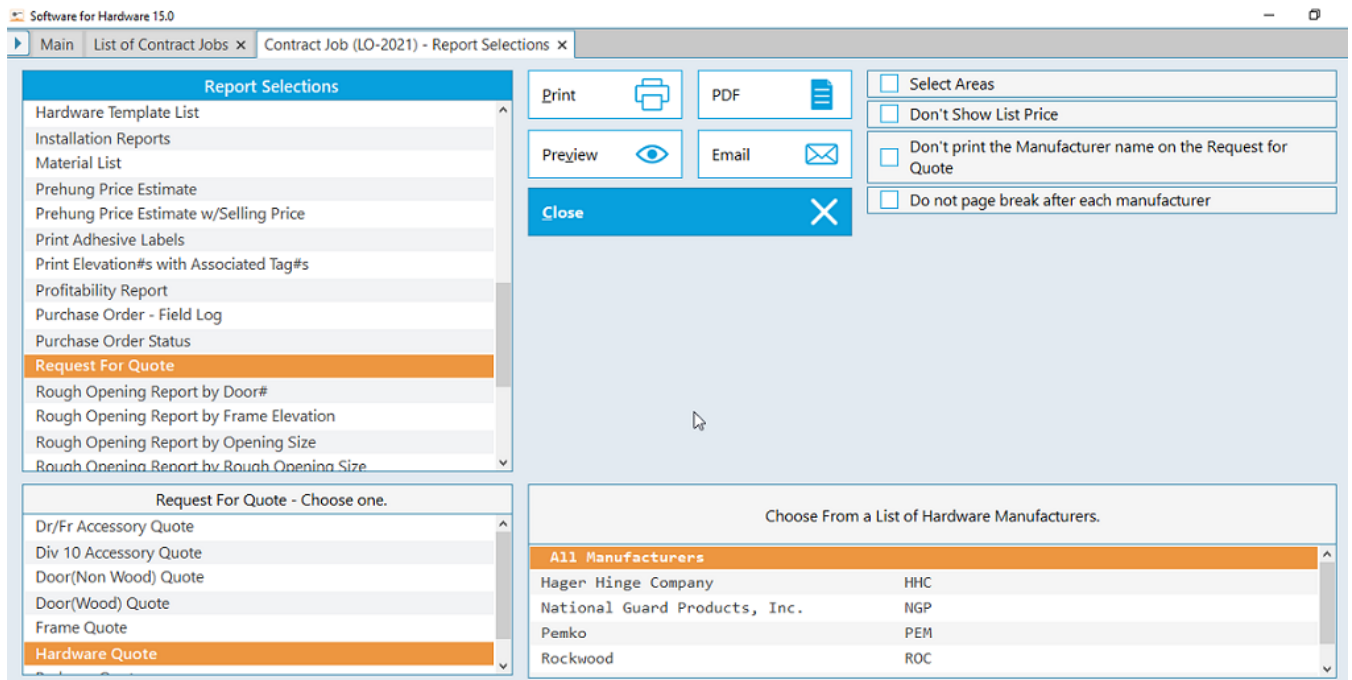 Software for Hardware 15.0
Main
List of Contract Jobs ×
Contract Job (LO-2021) - Report Selections ×
Report Selections
Hardware Template List
Installation Reports
Material List
Prehung Price Estimate
Prehung Price Estimate w/Selling Price
Print Adhesive Labels
Print Elevation#s with Associated Tag#s
Profitability Report
Purchase Order - Field Log
Purchase Order Status
Request For Quote
Rough Opening Report by Door#
Rough Opening Report by Frame Elevation
Rough Opening Report by Opening Size
Rough Opening Report by Rough Opening Size
Print
PDF
Preview
Email
Close
Select Areas
Don't Show List Price
Don't print the Manufacturer name on the Request for
Quote
Do not page break after each manufacturer
Request For Quote - Choose one.
Dr/Fr Accessory Quote
Div 10 Accessory Quote
Door(Non Wood) Quote
Door(Wood) Quote
Frame Quote
Hardware Quote
Choose From a List of Hardware Manufacturers.
All Manufacturers
Hager Hinge Company HHC
National Guard Products, Inc. NGP
Pemko PEM
Rockwood ROC